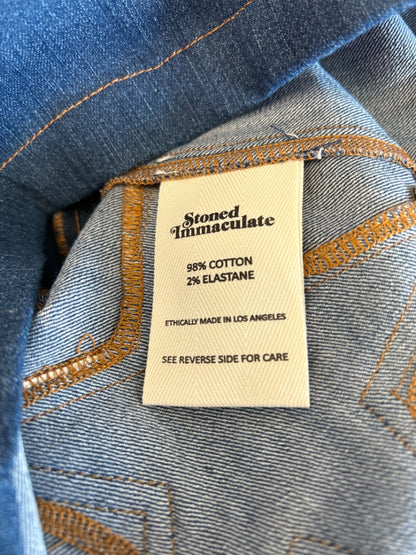 Stoned
Immaculate
98% COTTON
2% ELASTANE
ETHICALLY MADE IN LOS ANGELES
SEE REVERSE SIDE FOR CARE